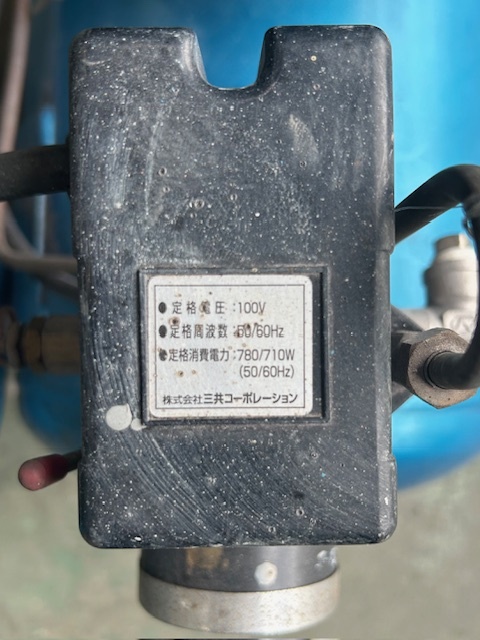 ●定格電圧:100V
●定格周波数:50/60Hz
●定格消費電力:780/710W
(50/60Hz)
株式会社三共コーポレーション